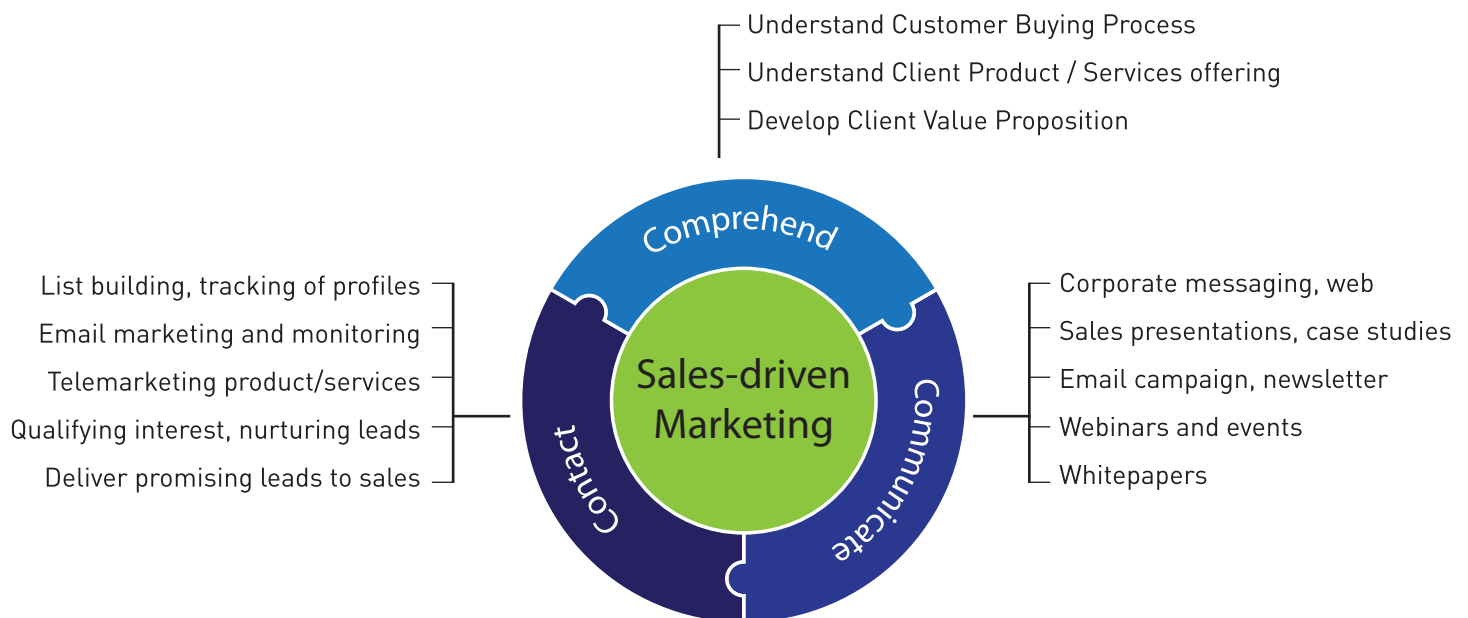 Understand Customer Buying Process
Understand Client Product / Services offering
Develop Client Value Proposition
Comprehend
List building, tracking of profiles
Email marketing and monitoring
Telemarketing product/services
Qualifying interest, nurturing leads
Deliver promising leads to sales
Contact
Sales-driven
Marketing
Communicate
Corporate messaging, web
Sales presentations, case studies
Email campaign, newsletter
Webinars and events
Whitepapers